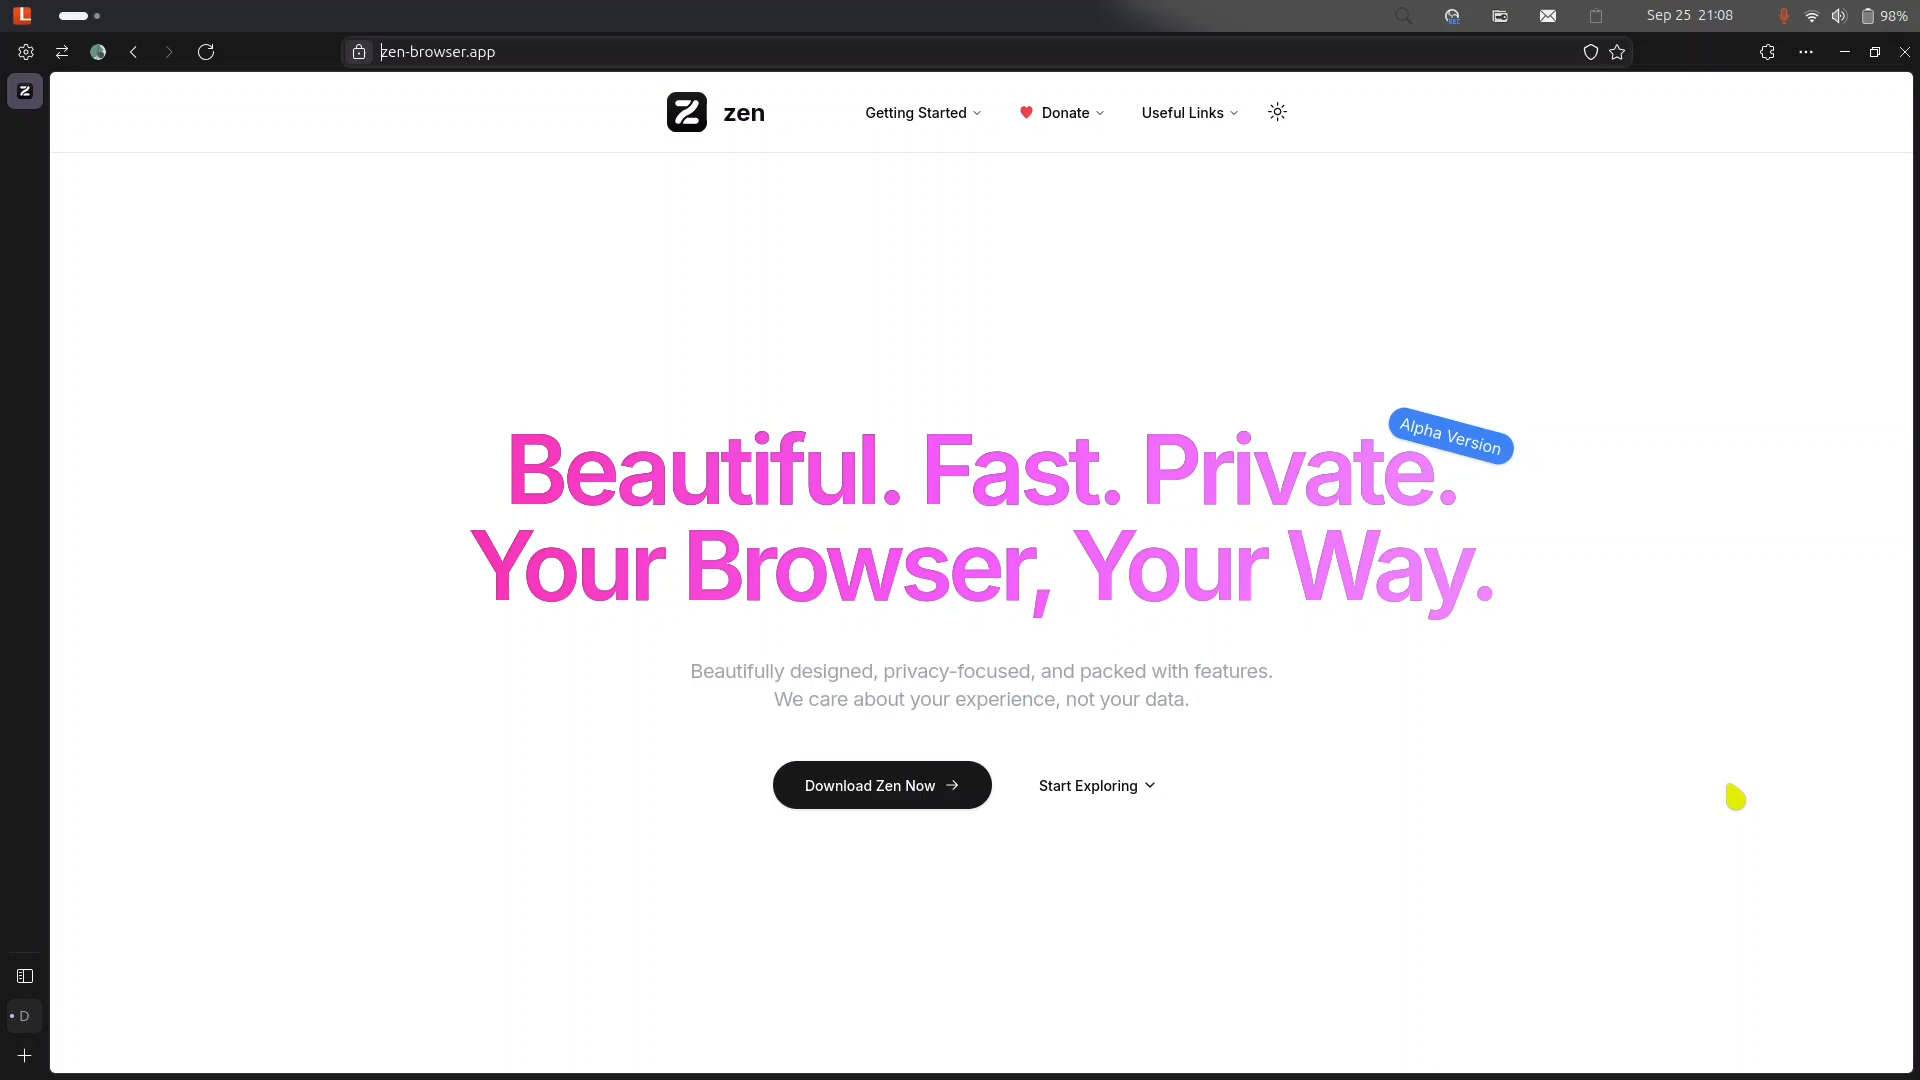 L
Sep 25 21:08
98%
zen-browser.app
zen
Getting Started
Donate
Useful Links
Alpha Version
Beautiful. Fast. Private.
Your Browser, Your Way.
Beautifully designed, privacy-focused, and packed with features.
We care about your experience, not your data.
Download Zen Now
Start Exploring
D